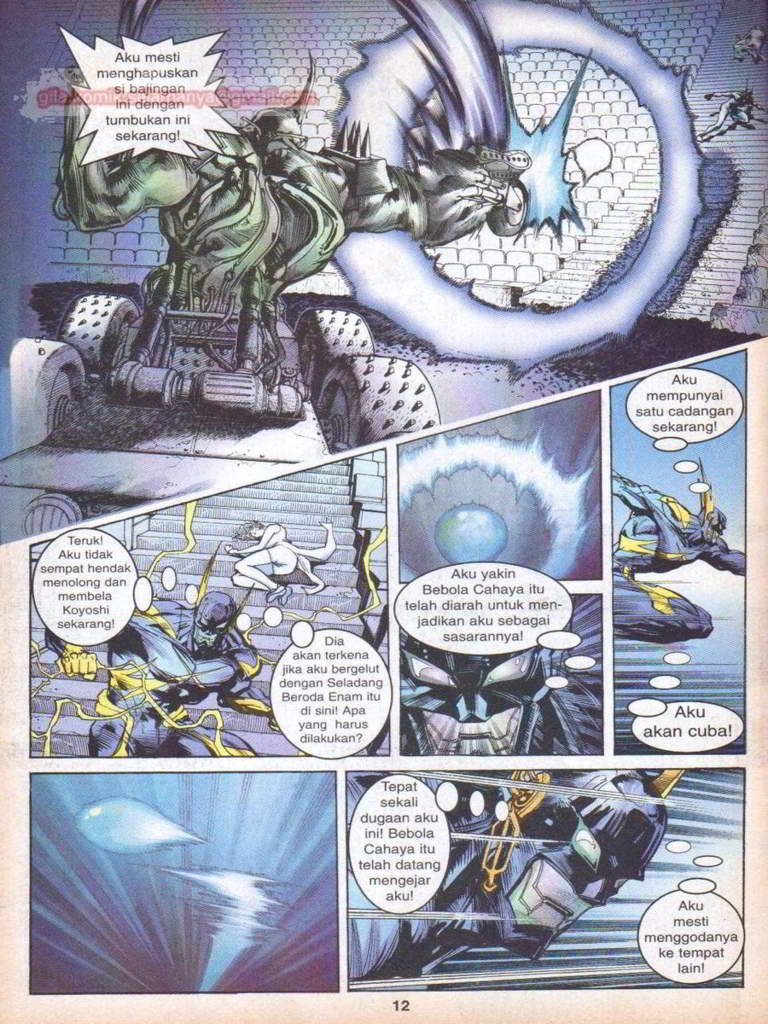 Aku mesti
menghapuskan
si bajingan
ini dengan
tumbukan ini
sekarang!
Teruk!
Aku tidak
sempat hendak
menolong dan
membela
Koyoshi
sekarang!
Dia
akan terkena
jika aku bergelut
dengan Seladang
Beroda Enam itu
di sini! Apa
yang harus
dilakukan?
Aku yakin
Bebola Cahaya itu
telah diarah untuk men-
jadikan aku sebagai
sasarannya!
Aku
mempunyai
satu cadangan
sekarang!
Aku
akan cuba!
Tepat
sekali
dugaan aku
ini! Bebola
Cahaya itu
telah datang
mengejar
aku!
Aku
mesti
menggodanya
ke tempat
lain!
12